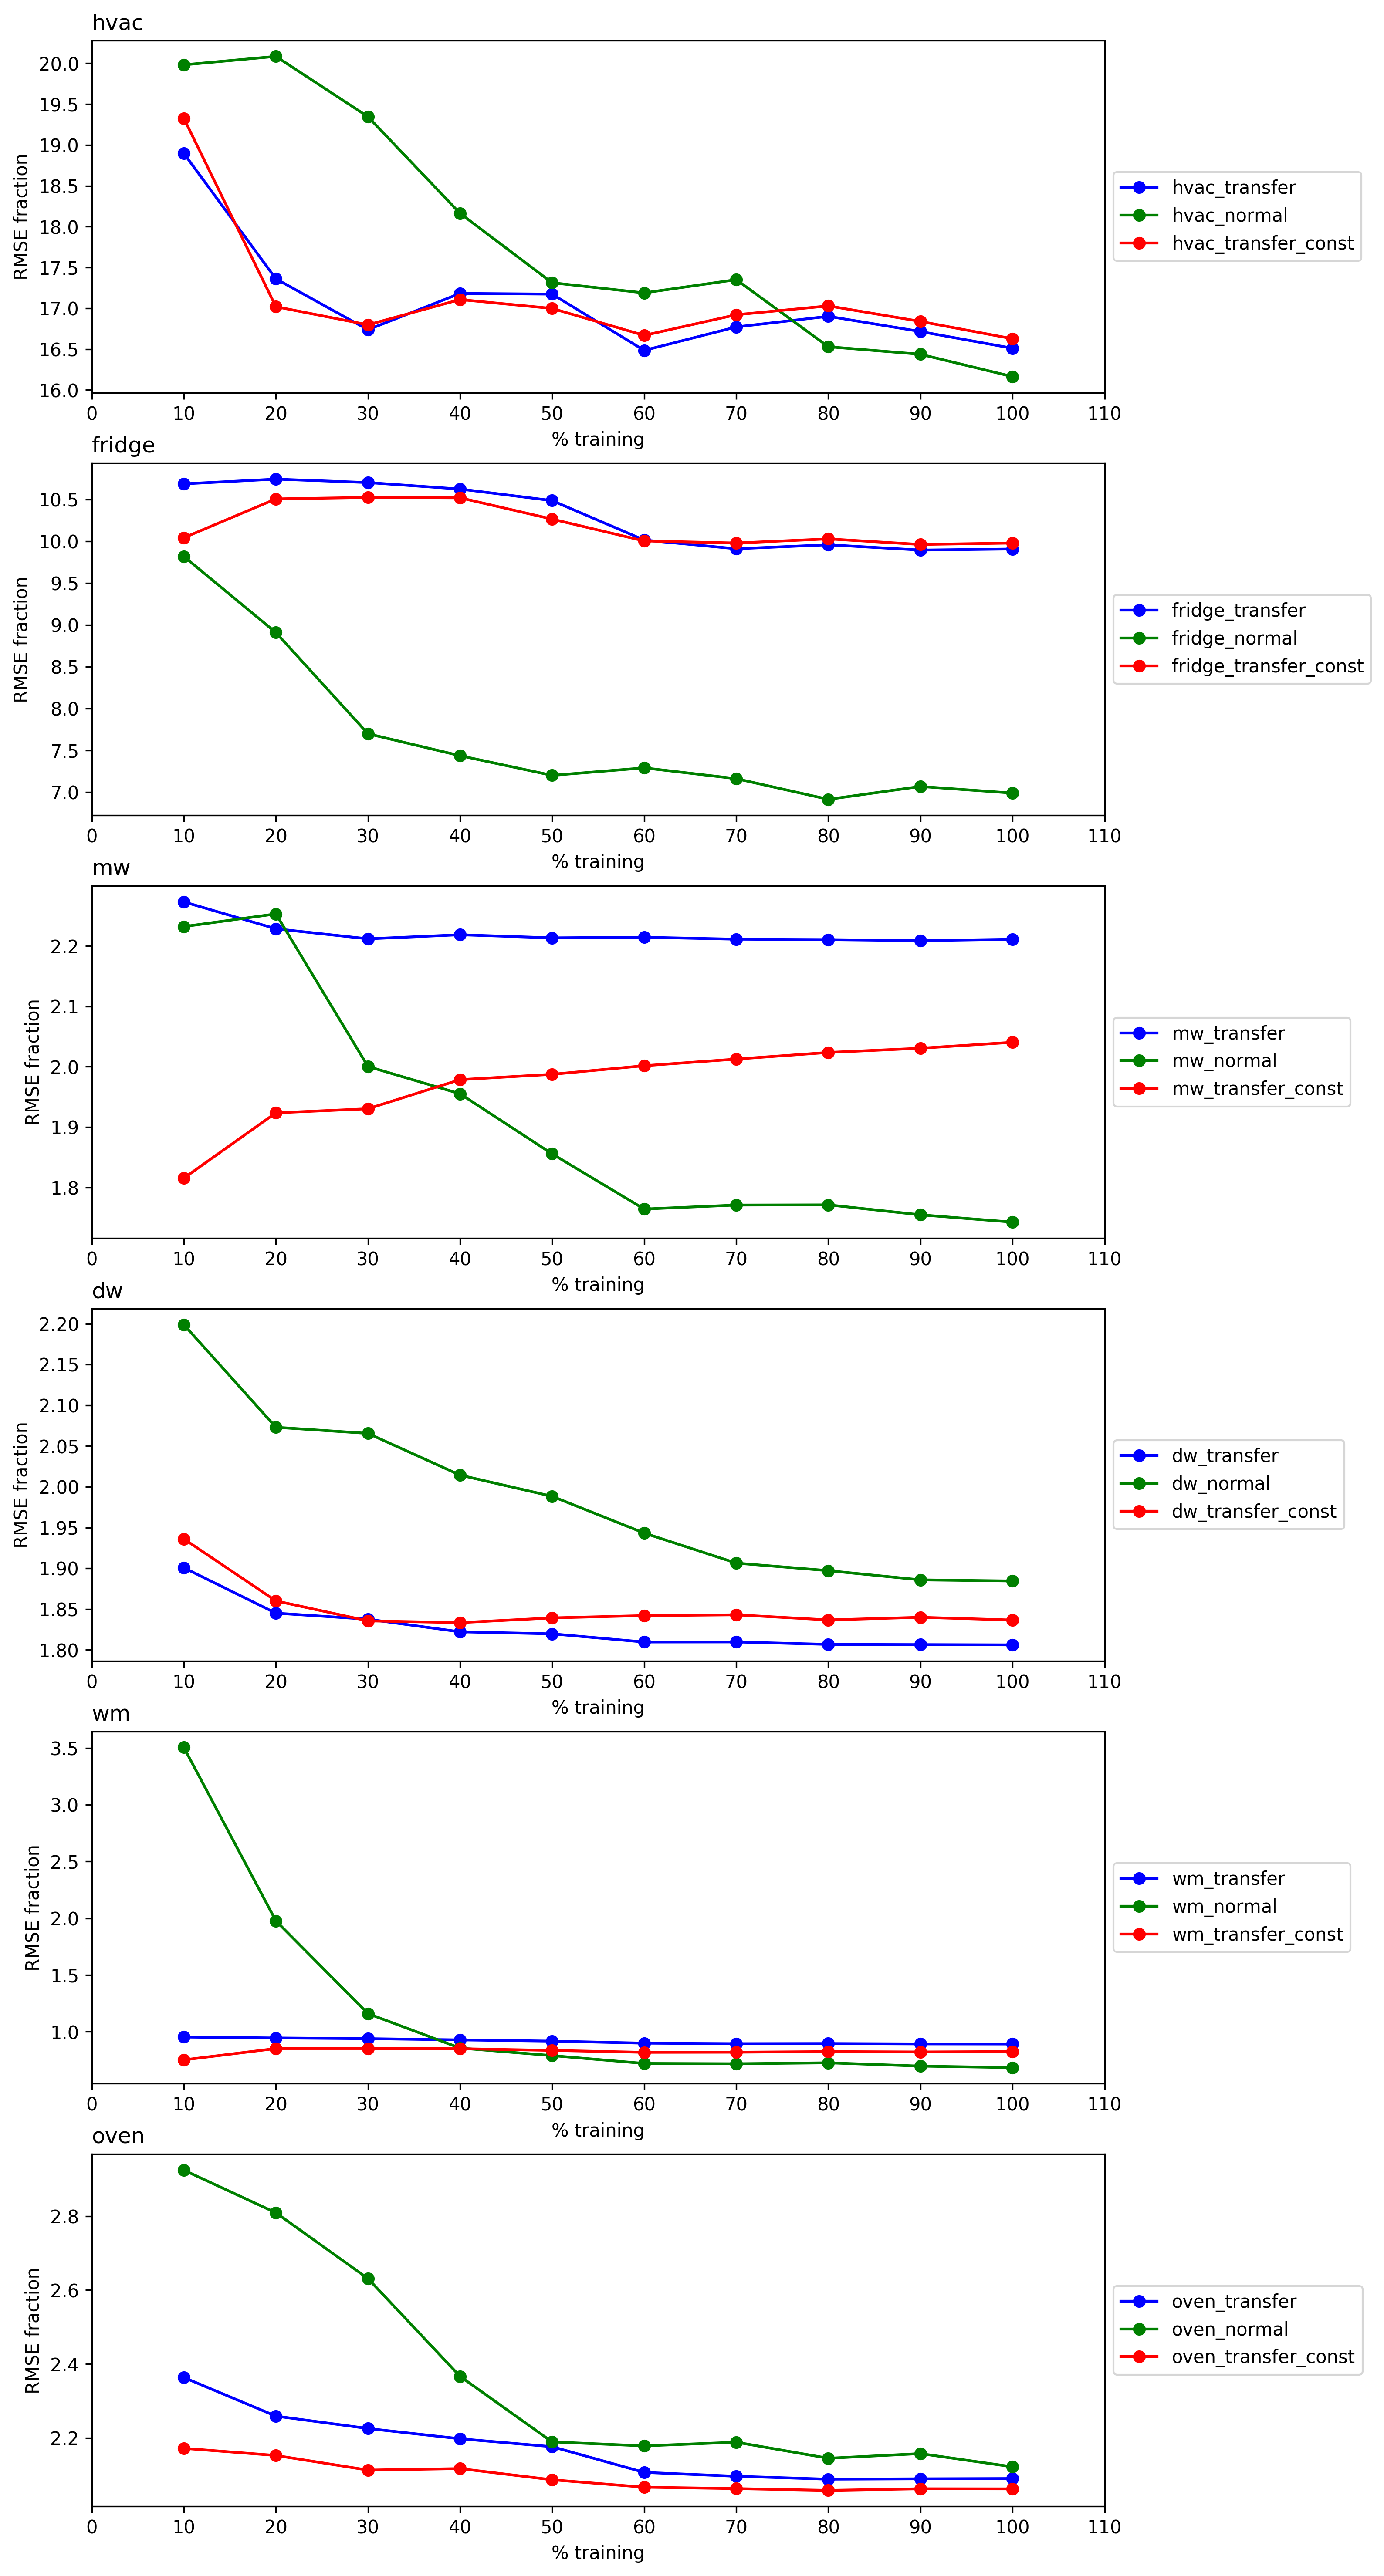 hvac
20.0
19.5
19.0
18.5
18.0
17.5
17.0
16.5
16.0
RMSE fraction
0 10 20 30 40 50 60 70 80 90 100 110
% training
hvac_transfer
hvac_normal
hvac_transfer_const
fridge
10.5
10.0
9.5
9.0
8.5
8.0
7.5
7.0
RMSE fraction
0 10 20 30 40 50 60 70 80 90 100 110
% training
fridge_transfer
fridge_normal
fridge_transfer_const
mw
2.2
2.1
2.0
1.9
1.8
RMSE fraction
0 10 20 30 40 50 60 70 80 90 100 110
% training
mw_transfer
mw_normal
mw_transfer_const
dw
2.20
2.15
2.10
2.05
2.00
1.95
1.90
1.85
1.80
RMSE fraction
0 10 20 30 40 50 60 70 80 90 100 110
% training
dw_transfer
dw_normal
dw_transfer_const
wm
3.5
3.0
2.5
2.0
1.5
1.0
RMSE fraction
0 10 20 30 40 50 60 70 80 90 100 110
% training
wm_transfer
wm_normal
wm_transfer_const
oven
2.8
2.6
2.4
2.2
RMSE fraction
0 10 20 30 40 50 60 70 80 90 100 110
% training
oven_transfer
oven_normal
oven_transfer_const